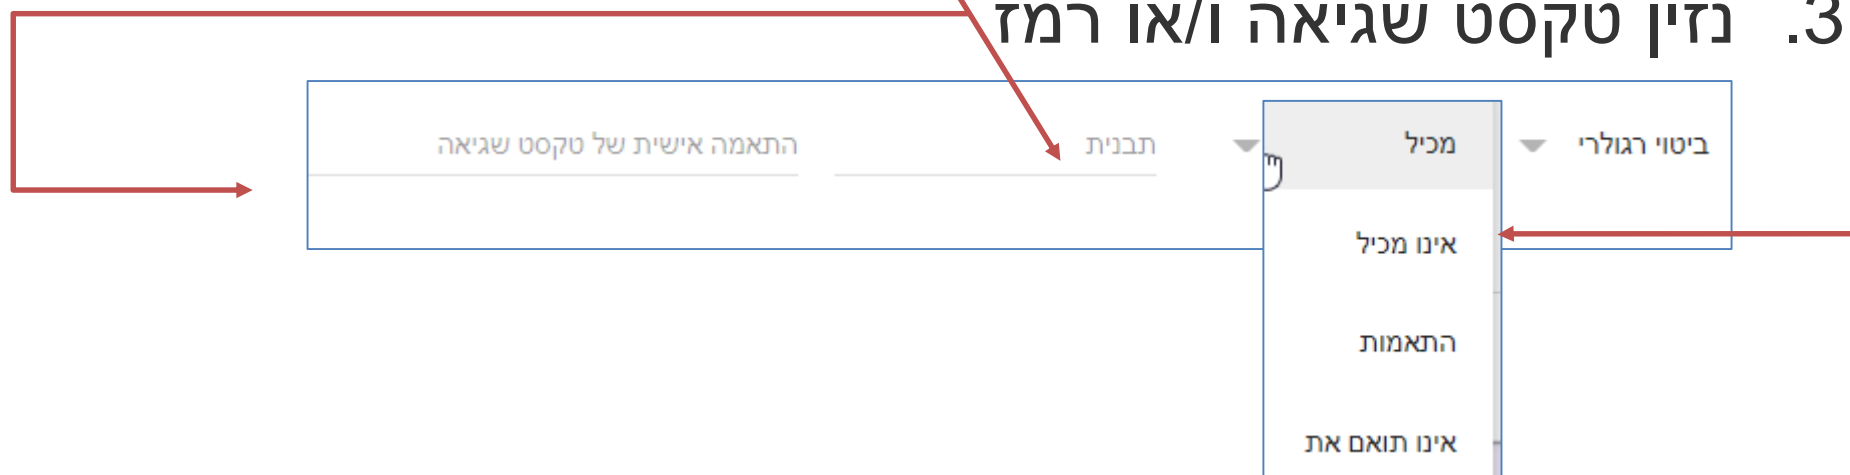 3. נזין טקסט שגיאה ו/או רמז
ביטוי רגולרי מכיל תבנית התאמה אישית של טקסט שגיאה
אינו מכיל
התאמות
אינו תואם את